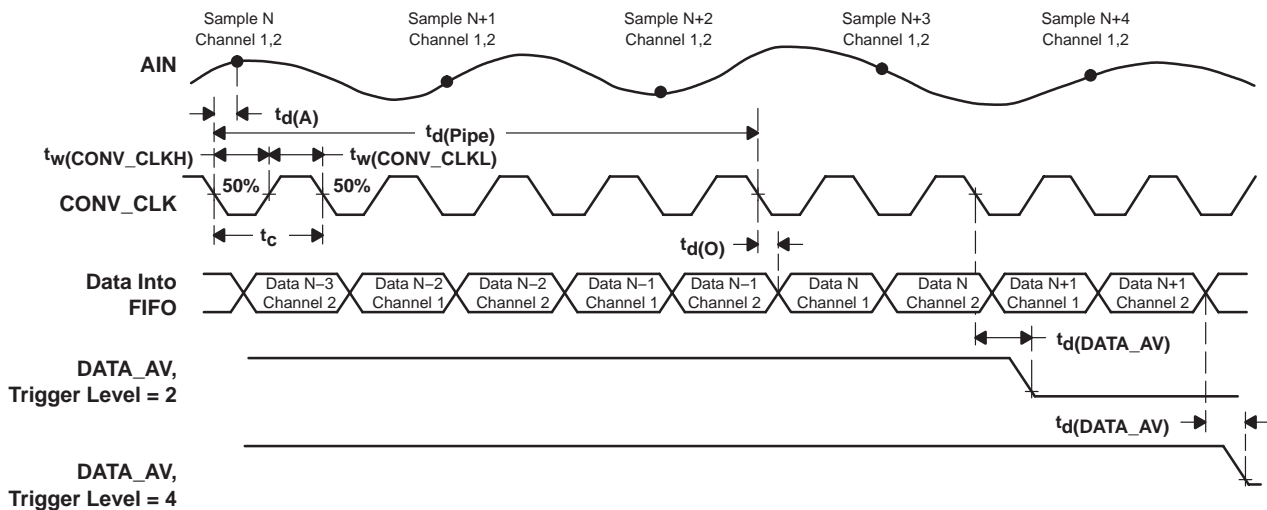 Sample N
Channel 1,2
Sample N+1
Channel 1,2
Sample N+2
Channel 1,2
Sample N+3
Channel 1,2
Sample N+4
Channel 1,2
AIN
td(A)
td(Pipe)
tw(CONV_CLKH)
tw(CONV_CLKL)
50%
50%
CONV_CLK
tc
td(O)
Data Into
FIFO
Data N–3
Channel 2
Data N–2
Channel 1
Data N–2
Channel 2
Data N–1
Channel 1
Data N–1
Channel 2
Data N
Channel 1
Data N
Channel 2
Data N+1
Channel 1
Data N+1
Channel 2
td(DATA_AV)
DATA_AV,
Trigger Level = 2
td(DATA_AV)
DATA_AV,
Trigger Level = 4